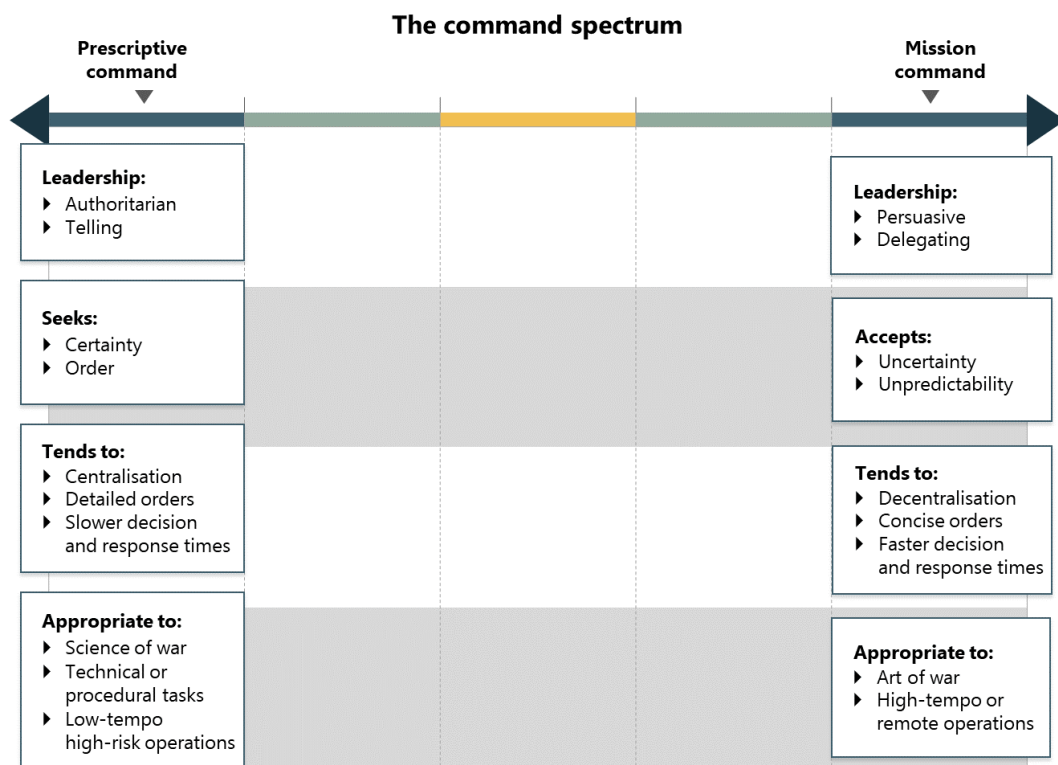 The command spectrum
Prescriptive
command
Mission
command
Leadership:
Authoritarian
Telling
Leadership:
Persuasive
Delegating
Seeks:
Certainty
Order
Accepts:
Uncertainty
Unpredictability
Tends to:
Centralisation
Detailed orders
Slower decision
and response times
Tends to:
Decentralisation
Concise orders
Faster decision
and response times
Appropriate to:
Science of war
Technical or
procedural tasks
Low-tempo
high-risk operations
Appropriate to:
Art of war
High-tempo or
remote operations